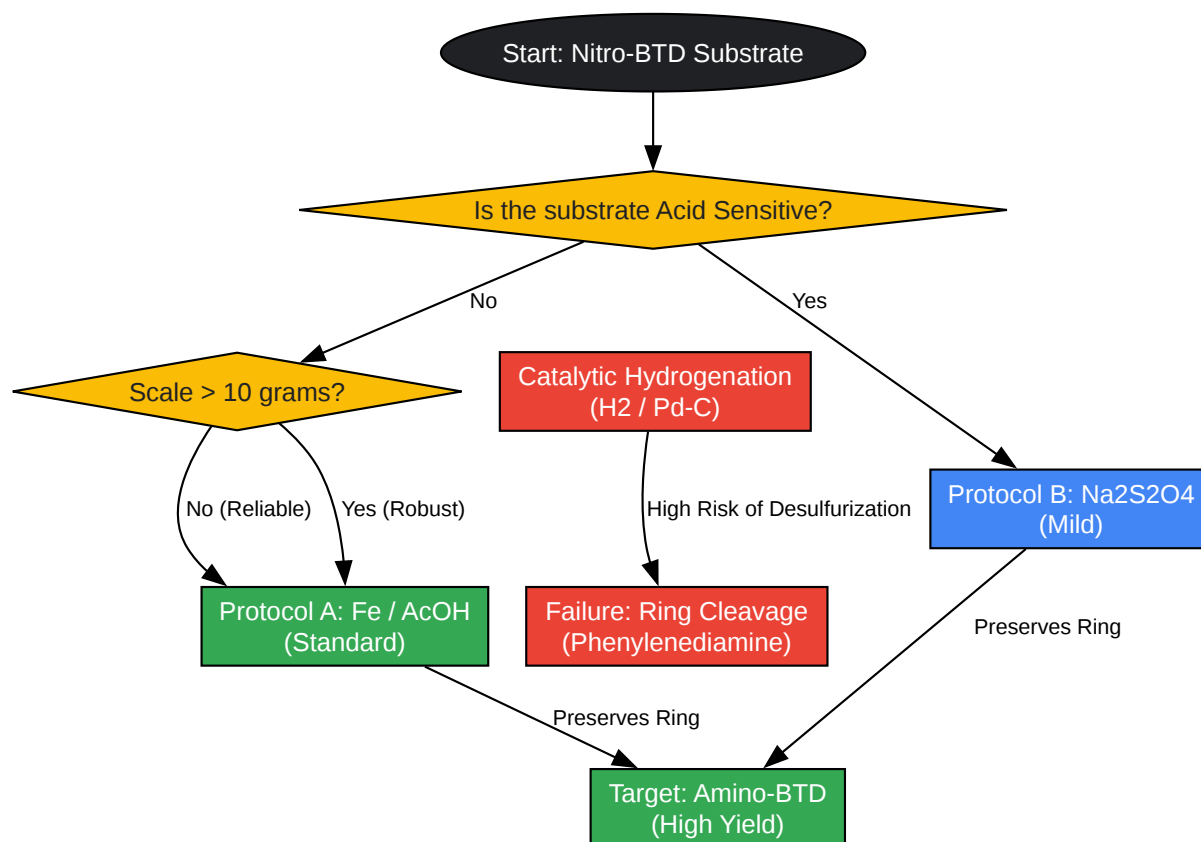 Start: Nitro-BTD Substrate
Is the substrate Acid Sensitive?
No
Yes
Scale > 10 grams?
Catalytic Hydrogenation
(H2 / Pd-C)
No (Reliable)
Yes (Robust)
High Risk of Desulfurization
Protocol B: Na2S2O4
(Mild)
Protocol A: Fe / AcOH
(Standard)
Failure: Ring Cleavage
(Phenylenediamine)
Preserves Ring
Preserves Ring
Target: Amino-BTD
(High Yield)